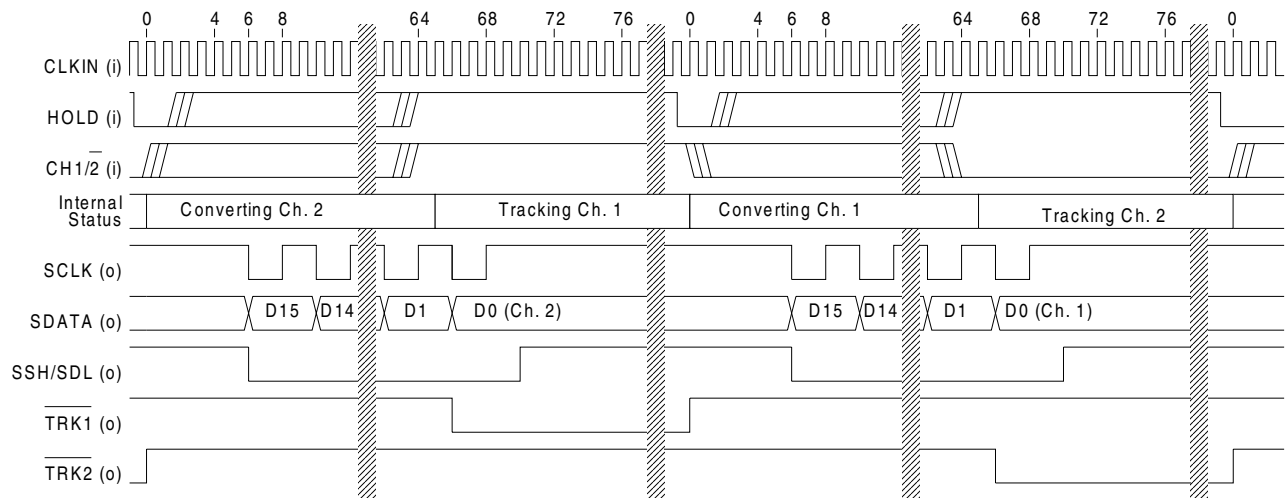 0 4 6 8 64 68 72 76 0 4 6 8 64 68 72 76 0
CLKIN (i)
HOLD (i)
CH1/2̅ (i)
Internal
Status
Converting Ch. 2 Tracking Ch. 1 Converting Ch. 1 Tracking Ch. 2
SCLK (o)
SDATA (o) D15 D14 D1 D0 (Ch. 2) D15 D14 D1 D0 (Ch. 1)
SSH/SDL (o)
T̅R̅K̅1̅ (o)
T̅R̅K̅2̅ (o)